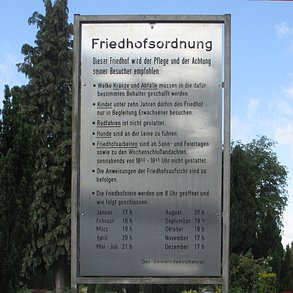 Friedhofsordnung
Dieser Friedhof wird der Pflege und der Achtung
seiner Besucher empfohlen.
• Welke Kränze und Abfälle müssen in die dafür
bestimmten Behälter geschafft werden.
• Kinder unter zehn Jahren dürfen den Friedhof
nur in Begleitung Erwachsener besuchen.
• Radfahren ist nicht gestattet.
• Hunde sind an der Leine zu führen
• Friedhofsarbeiten sind an Sonn- und Feiertagen
sowie zu den Wochenschlußandachten,
sonnabends von 18⁰⁰ - 18⁴⁵ Uhr nicht gestattet.
• Die Anweisungen der Friedhofsaufsicht sind zu
befolgen.
• Die Friedhofstore werden um 8 Uhr geöffnet und
wie folgt geschlossen:
Januar 17 h August 20 h
Februar 18 h September 19 h
März 19 h Oktober 18 h
April 20 h November 17 h
Mai - Juli 21 h Dezember 17 h
Der Gemeindekirchenrat